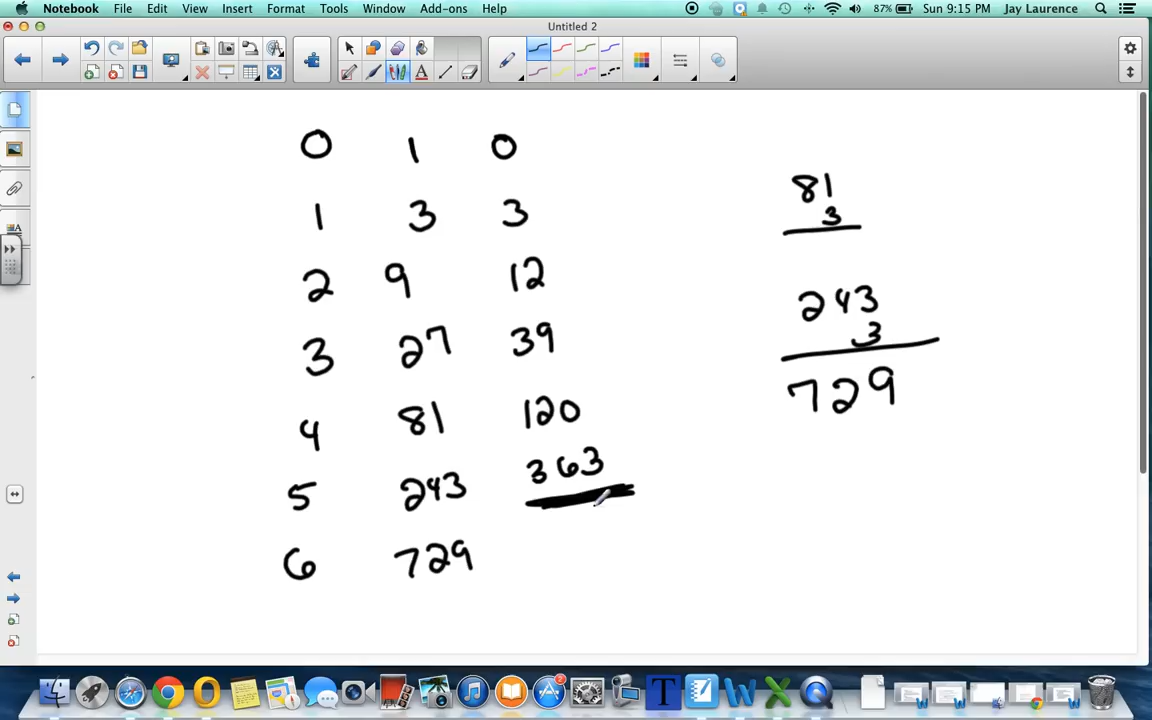 Notebook File Edit View Insert Format Tools Window Add-ons Help 87% Sun 9:15 PM Jay Laurence
Untitled 2
0 1 0
1 3 3
2 9 12
3 27 39
4 81 120
5 243 363
6 729
81
3
243
3
729